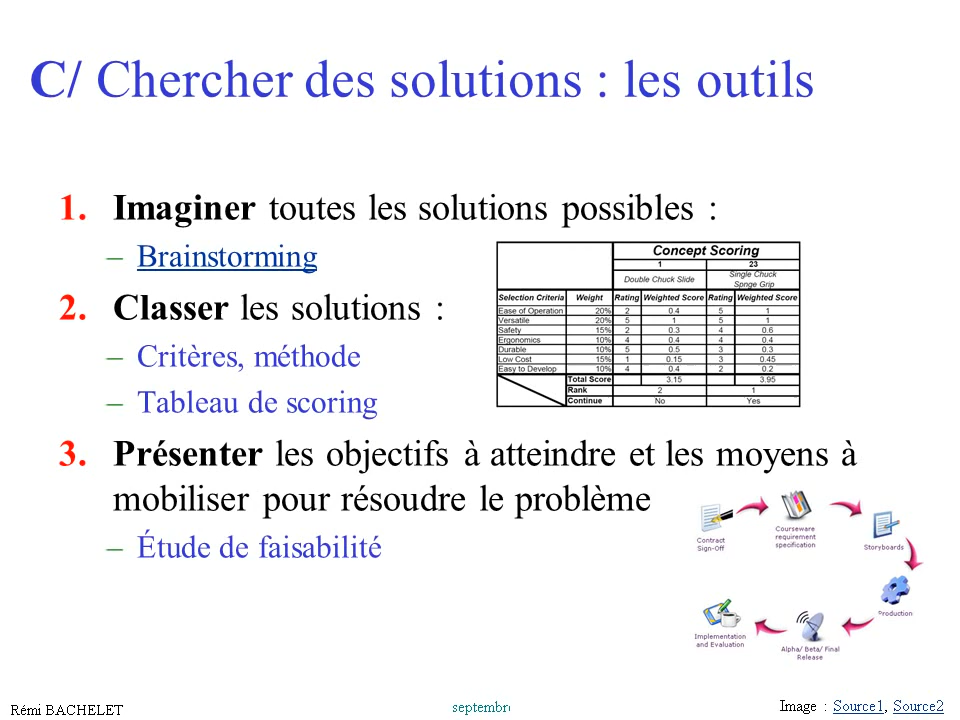 C/ Chercher des solutions : les outils
1. Imaginer toutes les solutions possibles :
– Brainstorming
2. Classer les solutions :
– Critères, méthode
– Tableau de scoring
Concept Scoring
1 23
Double Chuck Slide Single Chuck Spnge Grip
Selection Criteria Weight Rating Weighted Score Rating Weighted Score
Ease of Operation 20% 2 0.4 5 1
Versatile 20% 5 1 5 1
Safety 15% 2 0.3 4 0.6
Ergonomics 10% 4 0.4 4 0.4
Durable 10% 5 0.5 3 0.3
Low Cost 15% 1 0.15 3 0.45
Easy to Develop 10% 4 0.4 2 0.2
Total Score 3.15 3.95
Rank 2 1
Continue No Yes
3. Présenter les objectifs à atteindre et les moyens à
mobiliser pour résoudre le problème
– Étude de faisabilité
Contract
Sign-Off
Courseware
requirement
specification
Storyboards
Production
Alpha/ Beta/ Final
Release
Implementation
and Evaluation
Rémi BACHELET
septembre
Image : Source1, Source2